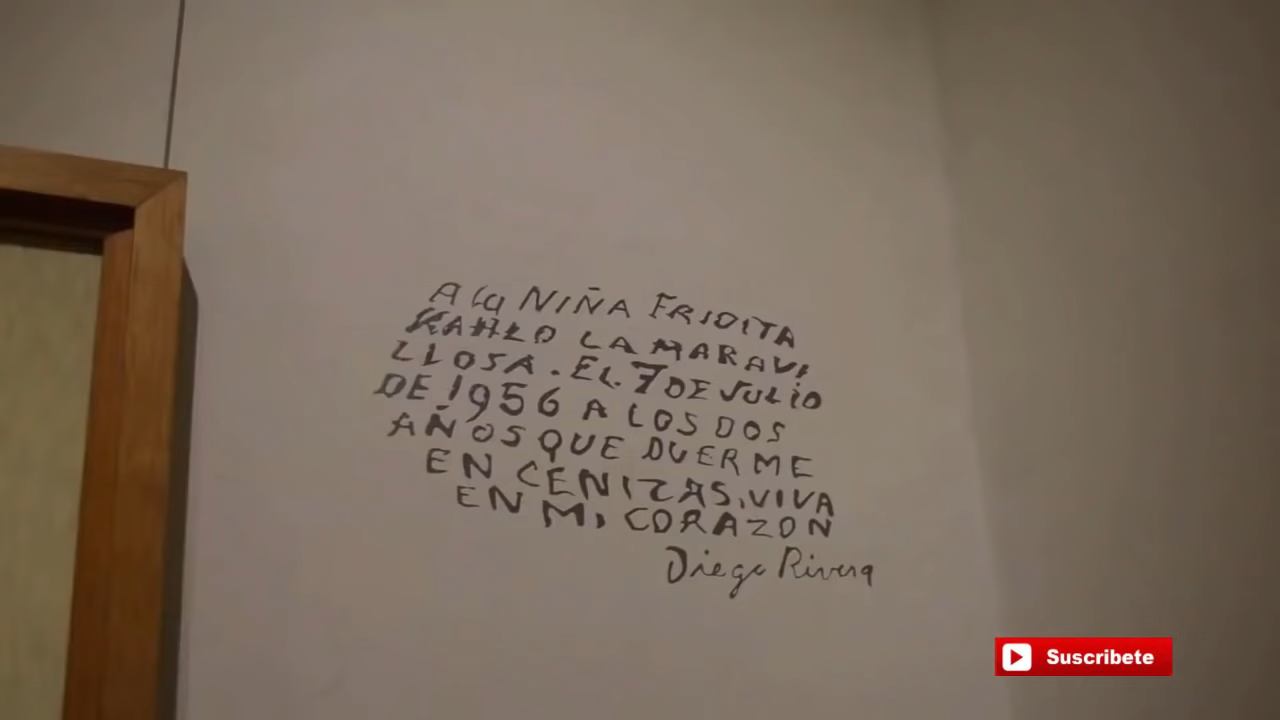 A la NIÑA FRIDITA
KAHLO LA MARAVI
LLOSA. EL. 7 DE JULIO
DE 1956 A LOS DOS
AÑOS QUE DUERME
EN CENIZAS, VIVA
EN MI CORAZON
Diego Rivera
Suscribete